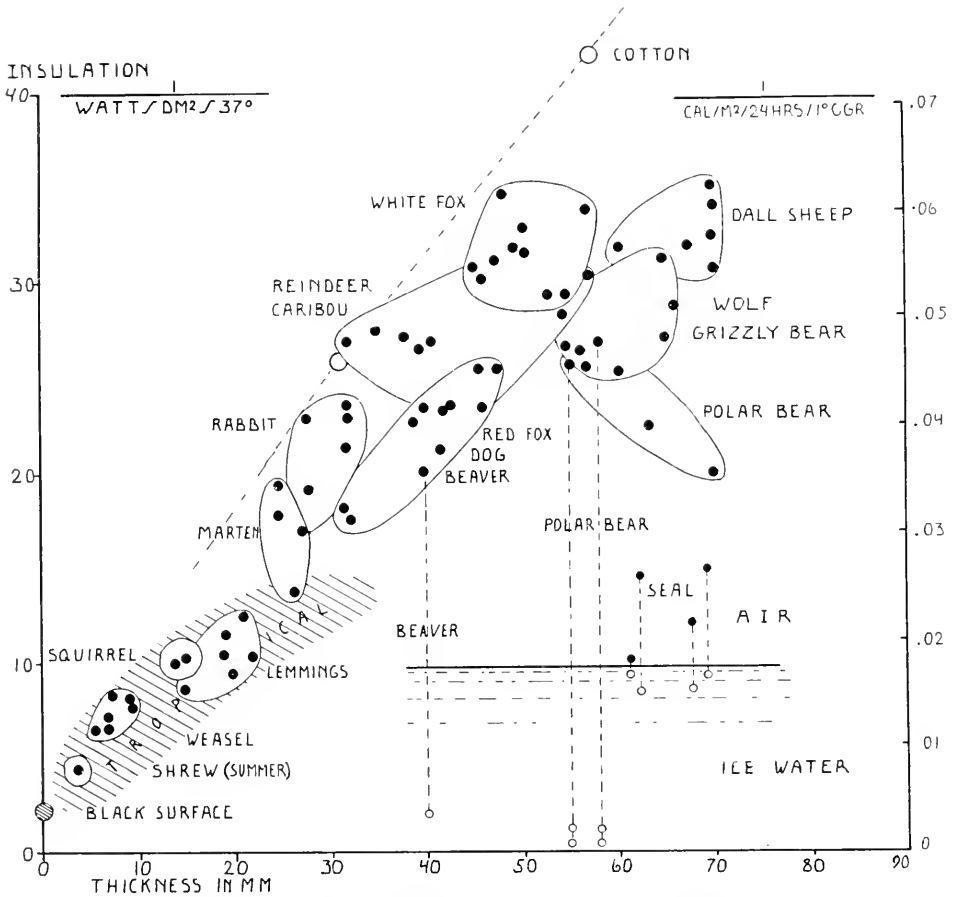 COTTON
INSULATION
40
WATTS/DM2/37°
CAL/M2/24HRS/1°CGR
.07
WHITE FOX
DALL SHEEP
.06
REINDEER
CARIBOU
30
WOLF
GRIZZLY BEAR
.05
RABBIT
POLAR BEAR
.04
RED FOX
DOG
BEAVER
20
MARTEN
POLAR BEAR
.03
SEAL
AIR
TROPICAL
BEAVER
.02
SQUIRREL
10
LEMMINGS
WEASEL
01
SHREW (SUMMER)
ICE WATER
BLACK SURFACE
0
0
0 10 20 30 40 50 60 70 80 90
THICKNESS IN MM